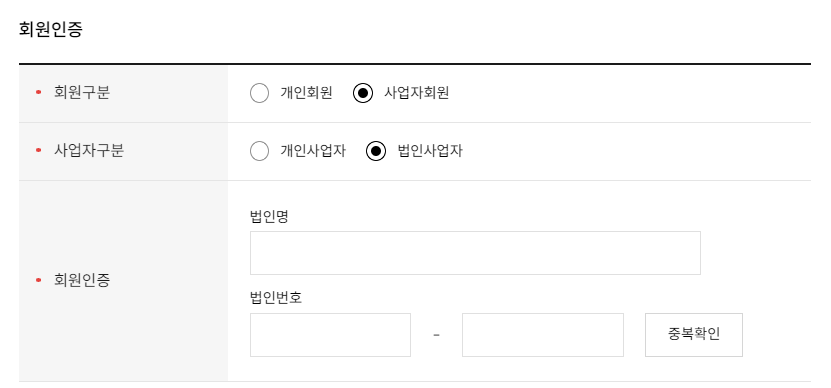 회원인증
회원구분 개인회원 사업자회원
사업자구분 개인사업자 법인사업자
법인명
회원인증
법인번호
- 중복확인